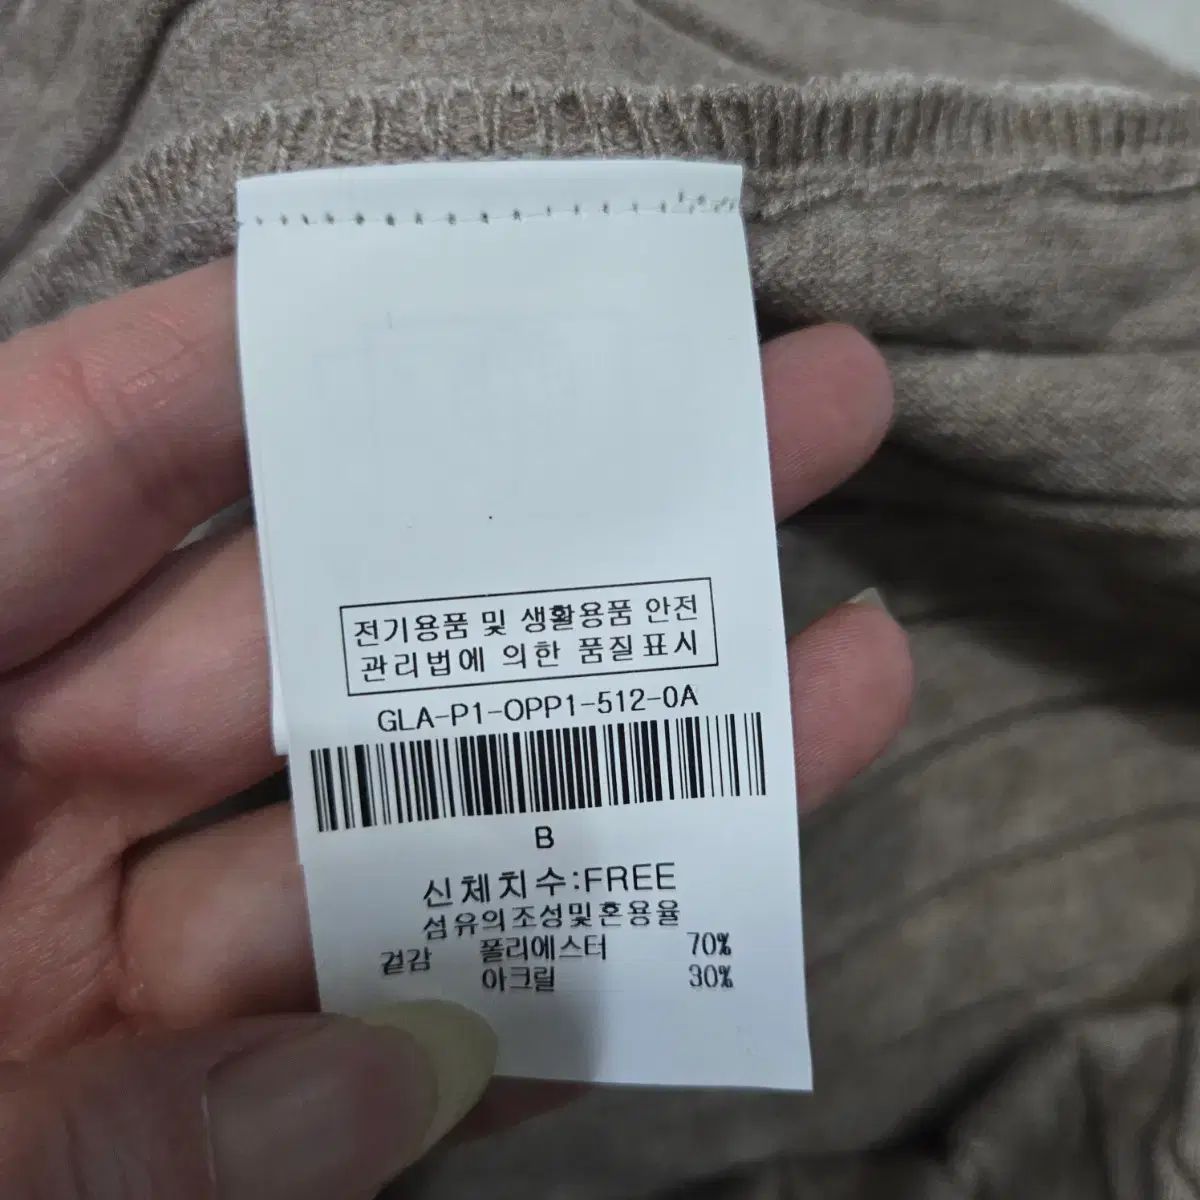 전기용품 및 생활용품 안전
관리법에 의한 품질표시
GLA-P1-OPP1-512-0A
B
신체치수:FREE
섬유의조성및혼용율
겉감 폴리에스터 70%
아크릴 30%